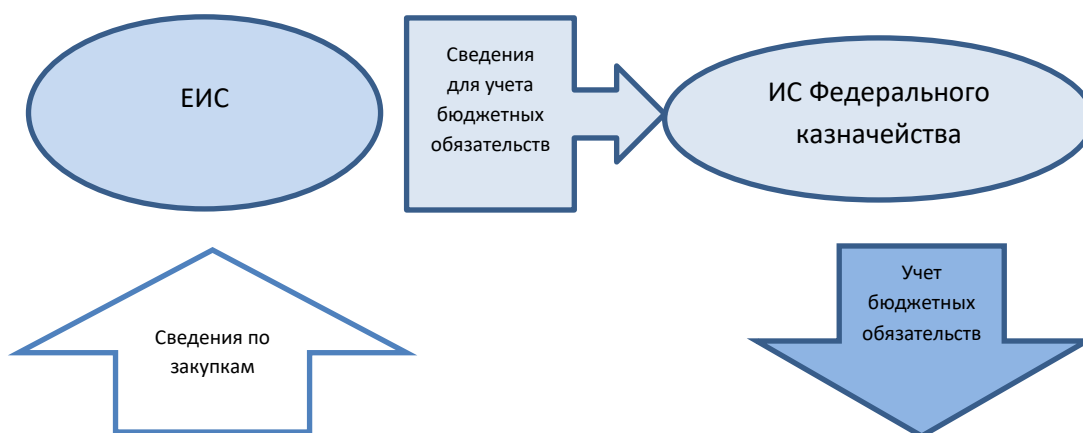 ЕИС
Сведения
для учета
бюджетных
обязательств
ИС Федерального
казначейства
Сведения по
закупкам
Учет
бюджетных
обязательств